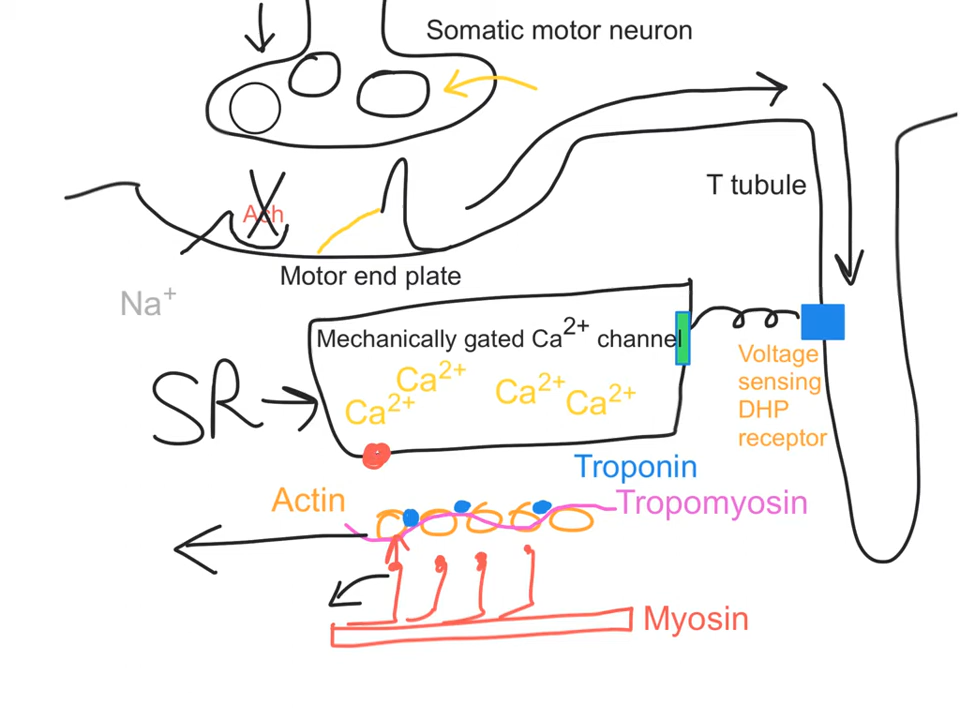 Somatic motor neuron
T tubule
Ach
Motor end plate
Na⁺
Mechanically gated Ca²⁺ channel
Voltage
sensing
DHP
receptor
Ca²⁺
Ca²⁺
Ca²⁺
Ca²⁺
SR
Troponin
Actin
Tropomyosin
Myosin